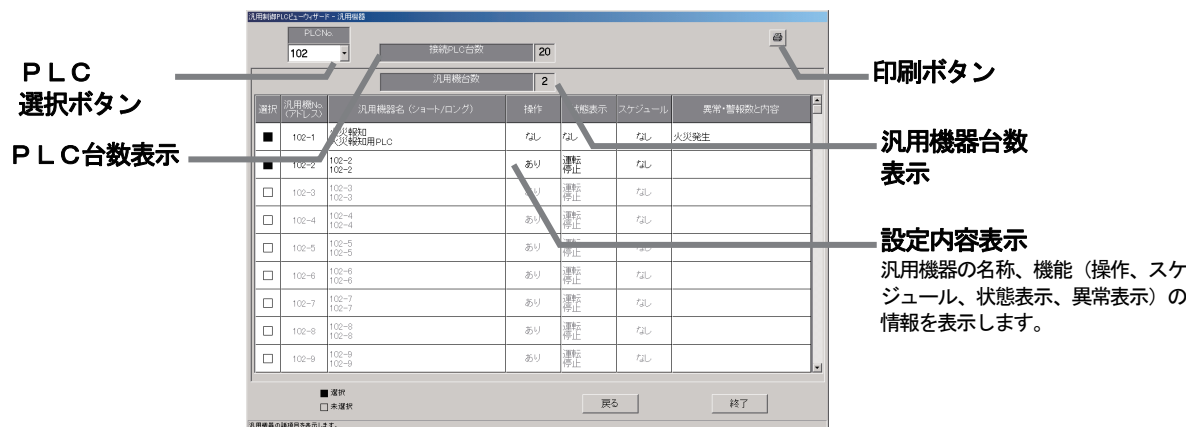 汎用制御PLCビューウィザード - 汎用機器
PLCNo.
102
接続PLC台数 20
汎用機台数 2
選択 汎用機No.(アドレス) 汎用機器名 (ショート/ロング) 操作 状態表示 スケジュール 異常・警報数と内容
■ 102-1 火災報知 なし なし なし 火災発生
火災報知用PLC
■ 102-2 102-2 あり 運転 なし
102-2 停止
□ 102-3 102-3 あり 運転 なし
102-3 停止
□ 102-4 102-4 あり 運転 なし
102-4 停止
□ 102-5 102-5 あり 運転 なし
102-5 停止
□ 102-6 102-6 あり 運転 なし
102-6 停止
□ 102-7 102-7 あり 運転 なし
102-7 停止
□ 102-8 102-8 あり 運転 なし
102-8 停止
□ 102-9 102-9 あり 運転 なし
102-9 停止
■ 選択
□ 未選択
戻る 終了
汎用機器の諸項目を表示します。
ＰＬＣ
選択ボタン
ＰＬＣ台数表示
印刷ボタン
汎用機器台数
表示
設定内容表示
汎用機器の名称、機能（操作、スケ
ジュール、状態表示、異常表示）の
情報を表示します。